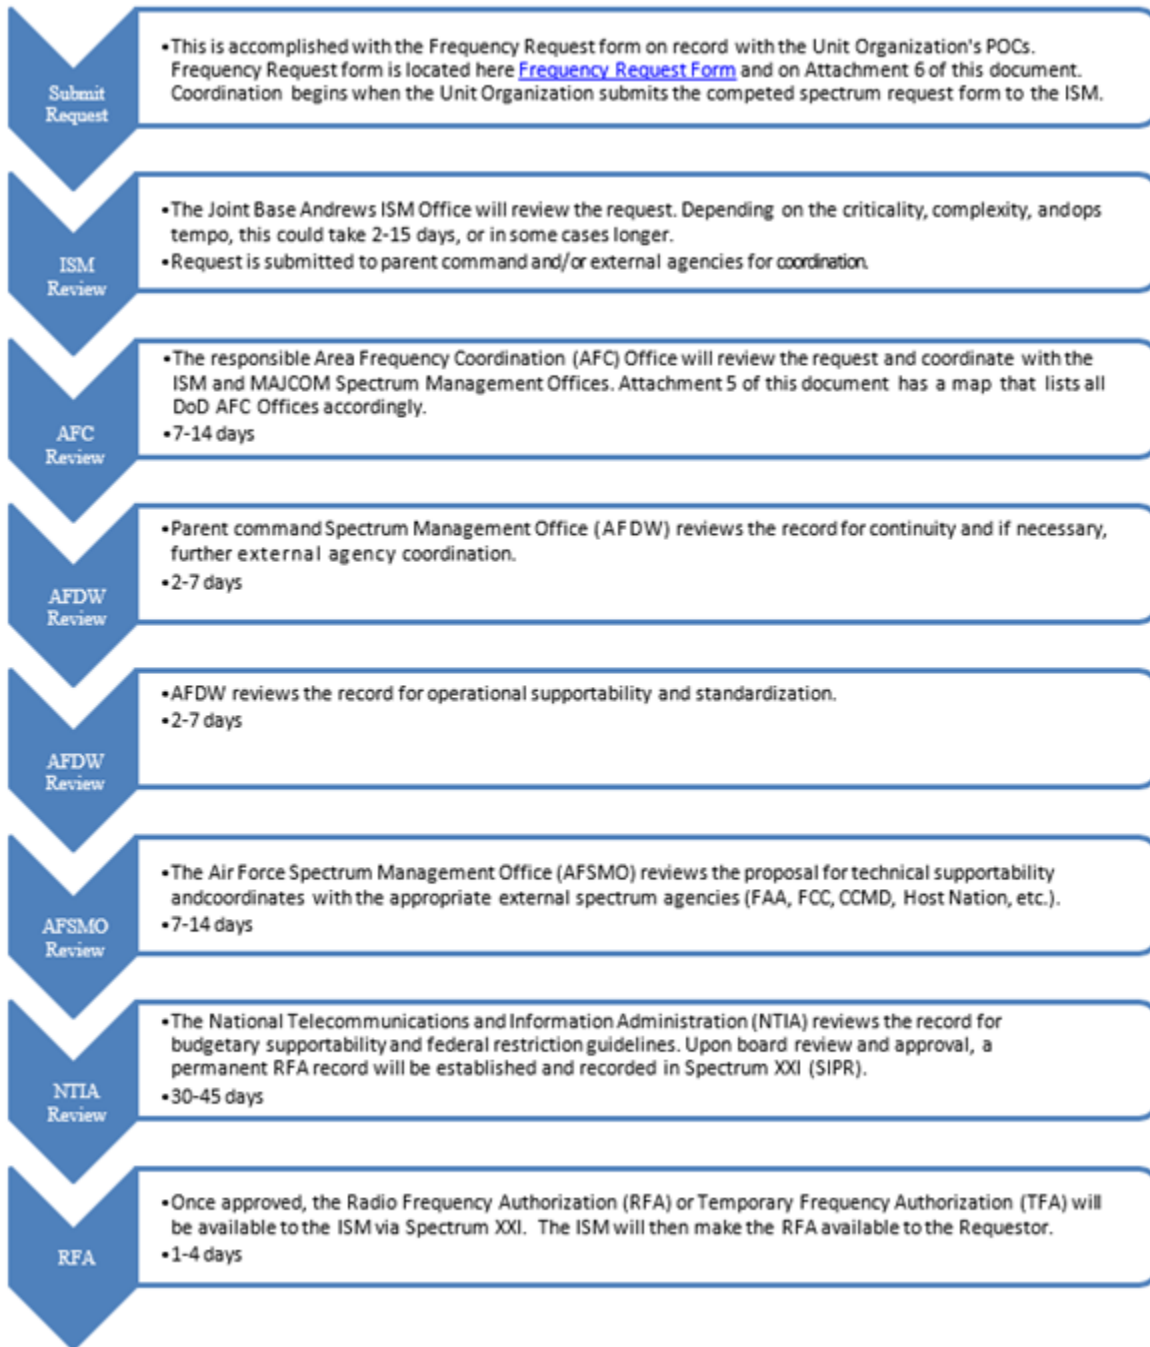 Submit
Request
•This is accomplished with the Frequency Request form on record with the Unit Organization's POCs.
Frequency Request form is located here Frequency Request Form and on Attachment 6 of this document.
Coordination begins when the Unit Organization submits the competed spectrum request form to the ISM.
ISM
Review
•The Joint Base Andrews ISM Office will review the request. Depending on the criticality, complexity, andops
tempo, this could take 2-15 days, or in some cases longer.
•Request is submitted to parent command and/or external agencies for coordination.
AFC
Review
•The responsible Area Frequency Coordination (AFC) Office will review the request and coordinate with the
ISM and MAJCOM Spectrum Management Offices. Attachment 5 of this document has a map that lists all
DoD AFC Offices accordingly.
•7-14 days
AFDW
Review
•Parent command Spectrum Management Office (AFDW) reviews the record for continuity and if necessary,
further external agency coordination.
•2-7 days
AFDW
Review
•AFDW reviews the record for operational supportability and standardization.
•2-7 days
AFSMO
Review
•The Air Force Spectrum Management Office (AFSMO) reviews the proposal for technical supportability
andcoordinates with the appropriate external spectrum agencies (FAA, FCC, CCMD, Host Nation, etc.).
•7-14 days
NTIA
Review
•The National Telecommunications and Information Administration (NTIA) reviews the record for
budgetary supportability and federal restriction guidelines. Upon board review and approval, a
permanent RFA record will be established and recorded in Spectrum XXI (SIPR).
•30-45 days
RFA
•Once approved, the Radio Frequency Authorization (RFA) or Temporary Frequency Authorization (TFA) will
be available to the ISM via Spectrum XXI. The ISM will then make the RFA available to the Requestor.
•1-4 days